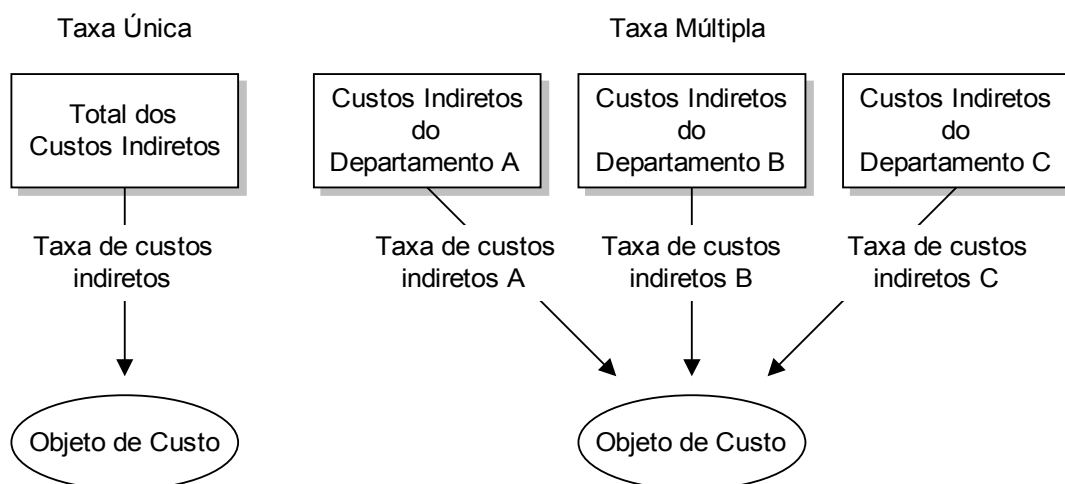 Taxa Única
Total dos
Custos Indiretos
Taxa de custos
indiretos
Objeto de Custo
Taxa Múltipla
Custos Indiretos
do
Departamento A
Custos Indiretos
do
Departamento B
Custos Indiretos
do
Departamento C
Taxa de custos
indiretos A
Taxa de custos
indiretos B
Taxa de custos
indiretos C
Objeto de Custo